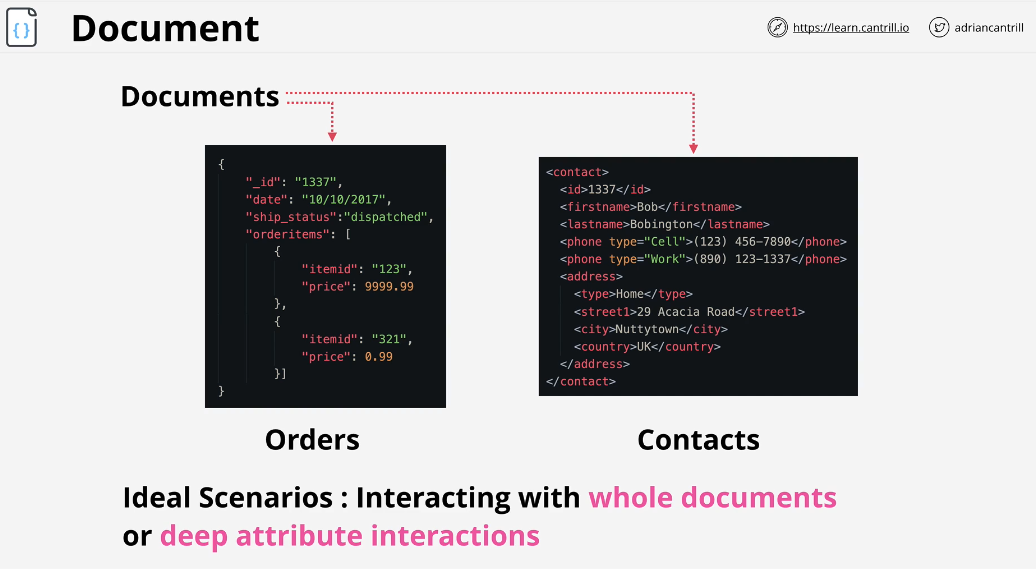 { }
Document
https://learn.cantrill.io
adriancantrill
Documents
{
"_id": "1337",
"date": "10/10/2017",
"ship_status":"dispatched",
"orderitems": [
{
"itemid": "123",
"price": 9999.99
},
{
"itemid": "321",
"price": 0.99
}]
}
<contact>
<id>1337</id>
<firstname>Bob</firstname>
<lastname>Bobington</lastname>
<phone type="Cell">(123) 456-7890</phone>
<phone type="Work">(890) 123-1337</phone>
<address>
<type>Home</type>
<street1>29 Acacia Road</street1>
<city>Nuttytown</city>
<country>UK</country>
</address>
</contact>
Orders
Contacts
Ideal Scenarios : Interacting with whole documents
or deep attribute interactions